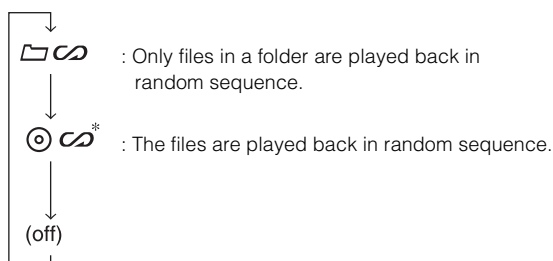 : Only files in a folder are played back in
random sequence.
* : The files are played back in random sequence.
(off)